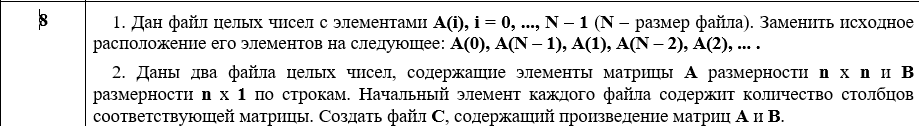 8
1. Дан файл целых чисел с элементами A(i), i = 0, ..., N – 1 (N – размер файла). Заменить исходное
расположение его элементов на следующее: A(0), A(N – 1), A(1), A(N – 2), A(2), ... .
2. Даны два файла целых чисел, содержащие элементы матрицы A размерности n x n и B
размерности n x 1 по строкам. Начальный элемент каждого файла содержит количество столбцов
соответствующей матрицы. Создать файл C, содержащий произведение матриц A и B.